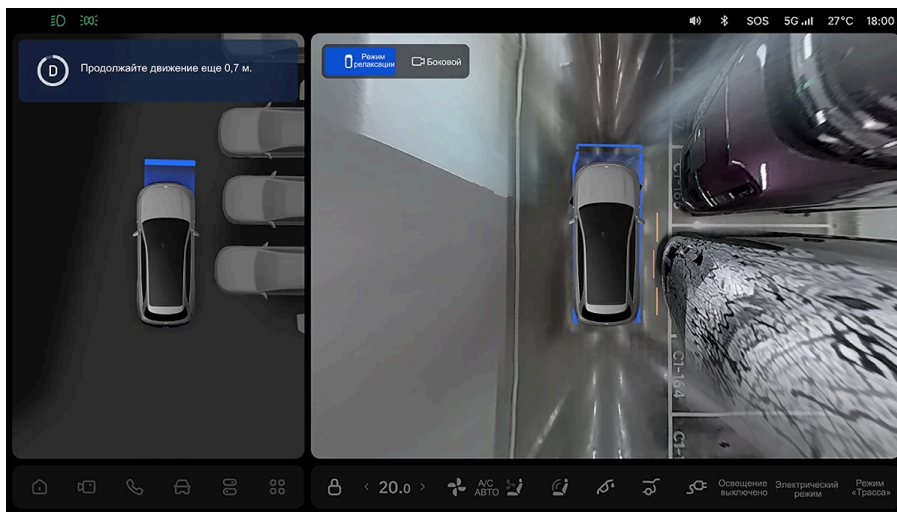 SOS 5G 27°C 18:00
D Продолжайте движение еще 0,7 м.
Режим
релаксации
Боковой
C1-164
C1-
20.0
A/C
АВТО
Освещение
выключено
Электрический
режим
Режим
«Трасса»